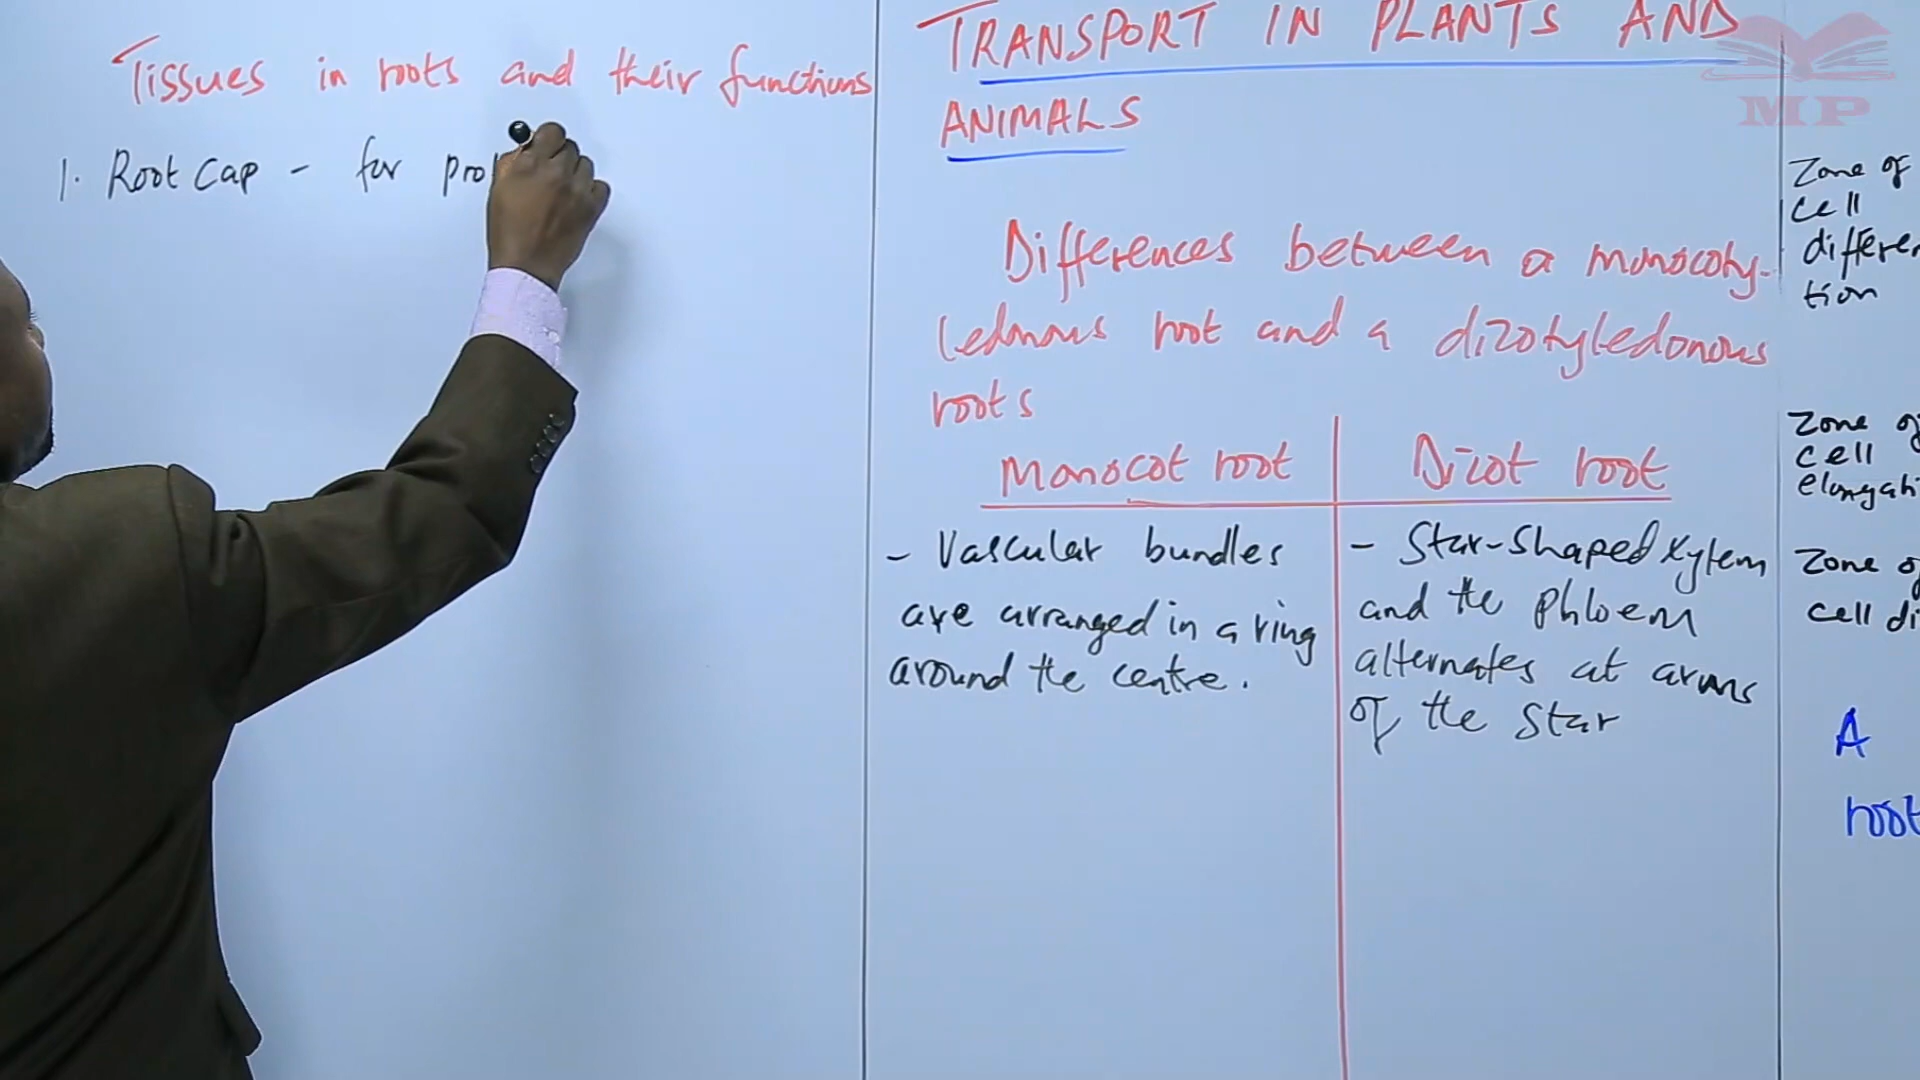 Tissues in roots and their functions
1. Root cap - for pro
TRANSPORT IN PLANTS AND
ANIMALS
Differences between a monocoty-
ledonous root and a dicotyledonous
roots
Monocot root
Dicot root
- Vascular bundles
are arranged in a ring
around the centre.
- Star-shaped xylem
and the phloem
alternates at arms
of the star
MP
Zone of
cell
differen
tion
Zone of
cell
elongati
Zone of
cell di
A
root